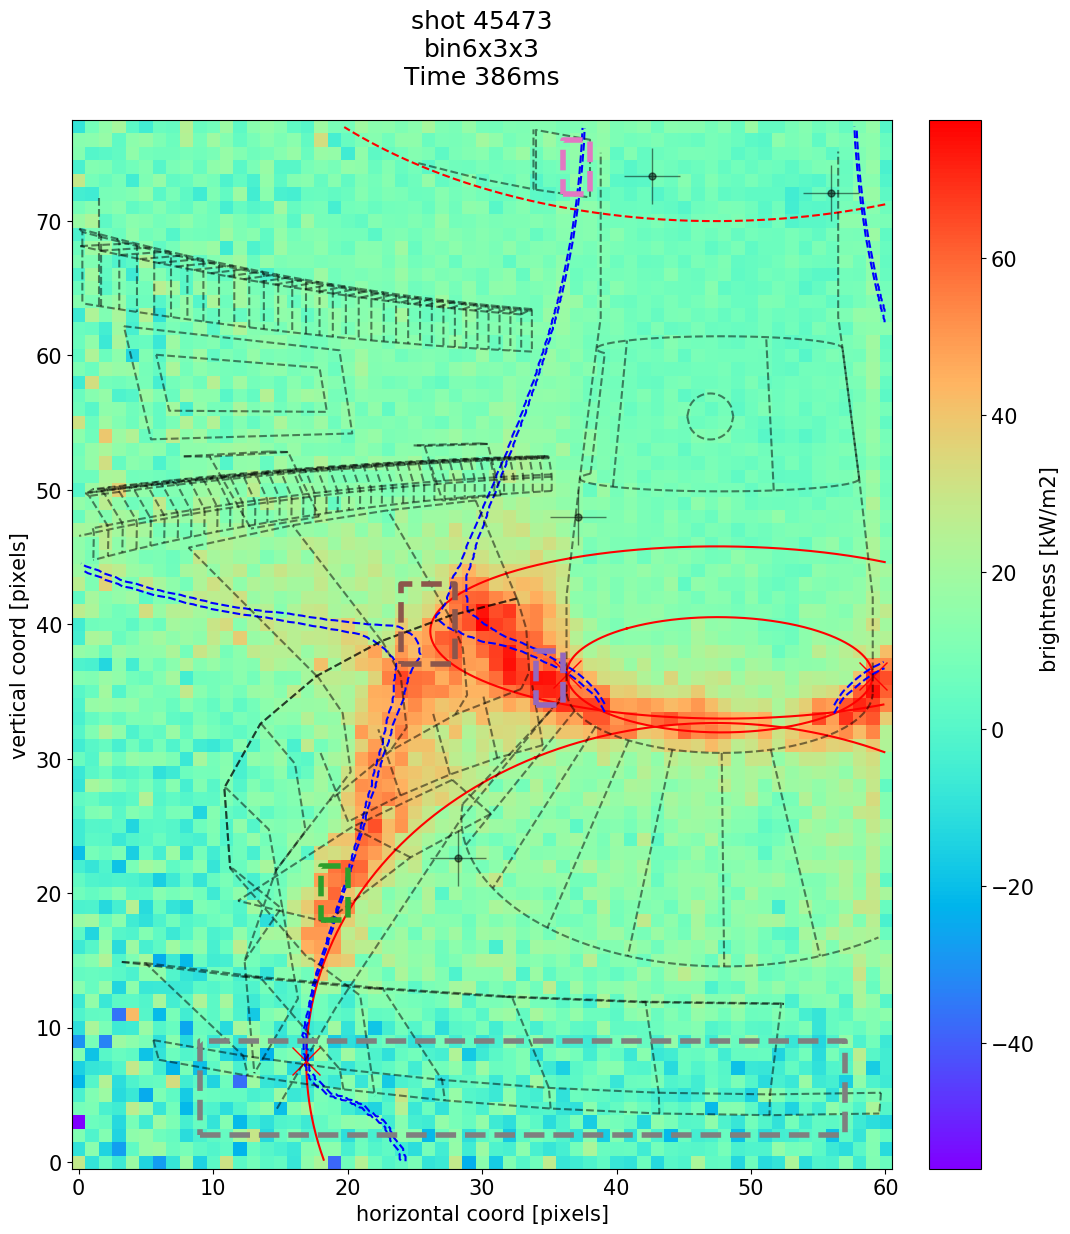 shot 45473
bin6x3x3
Time 386ms
70
60
50
40
30
20
10
0
vertical coord [pixels]
0 10 20 30 40 50 60
horizontal coord [pixels]
60
40
20
0
−20
−40
brightness [kW/m2]